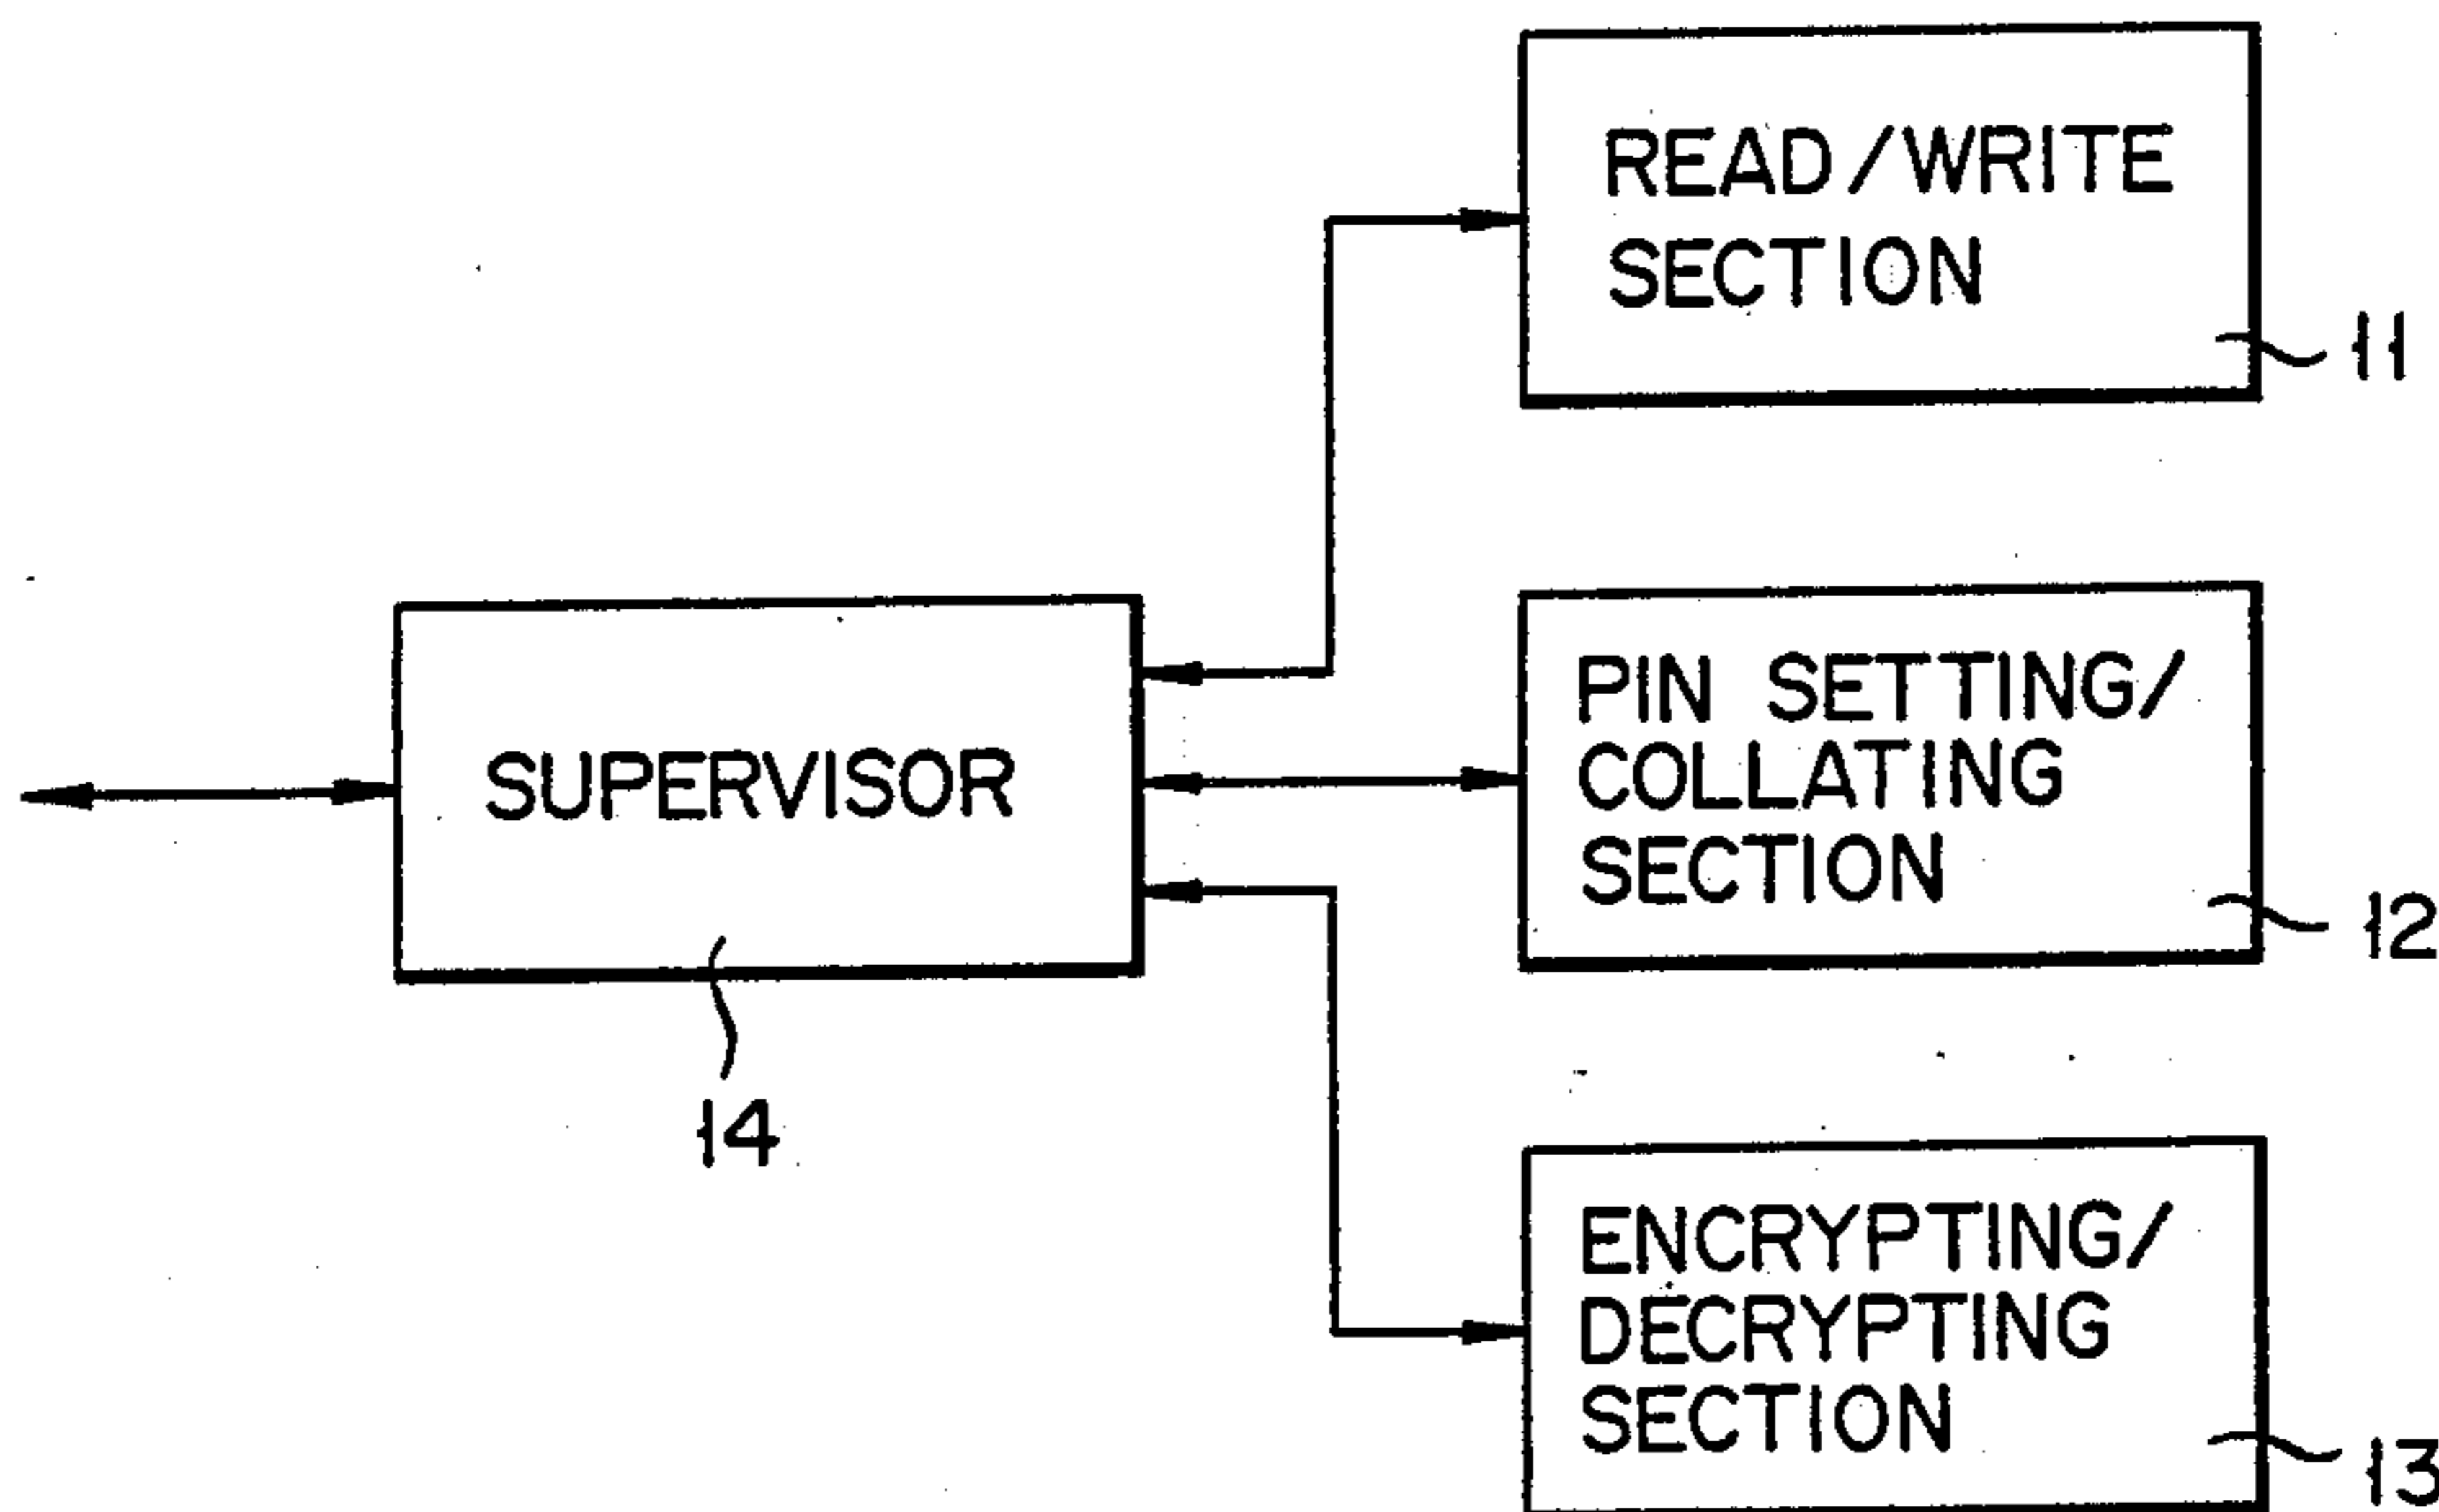 READ/WRITE
SECTION
11
SUPERVISOR
14
PIN SETTING/
COLLATING
SECTION
12
ENCRYPTING/
DECRYPTING
SECTION
13